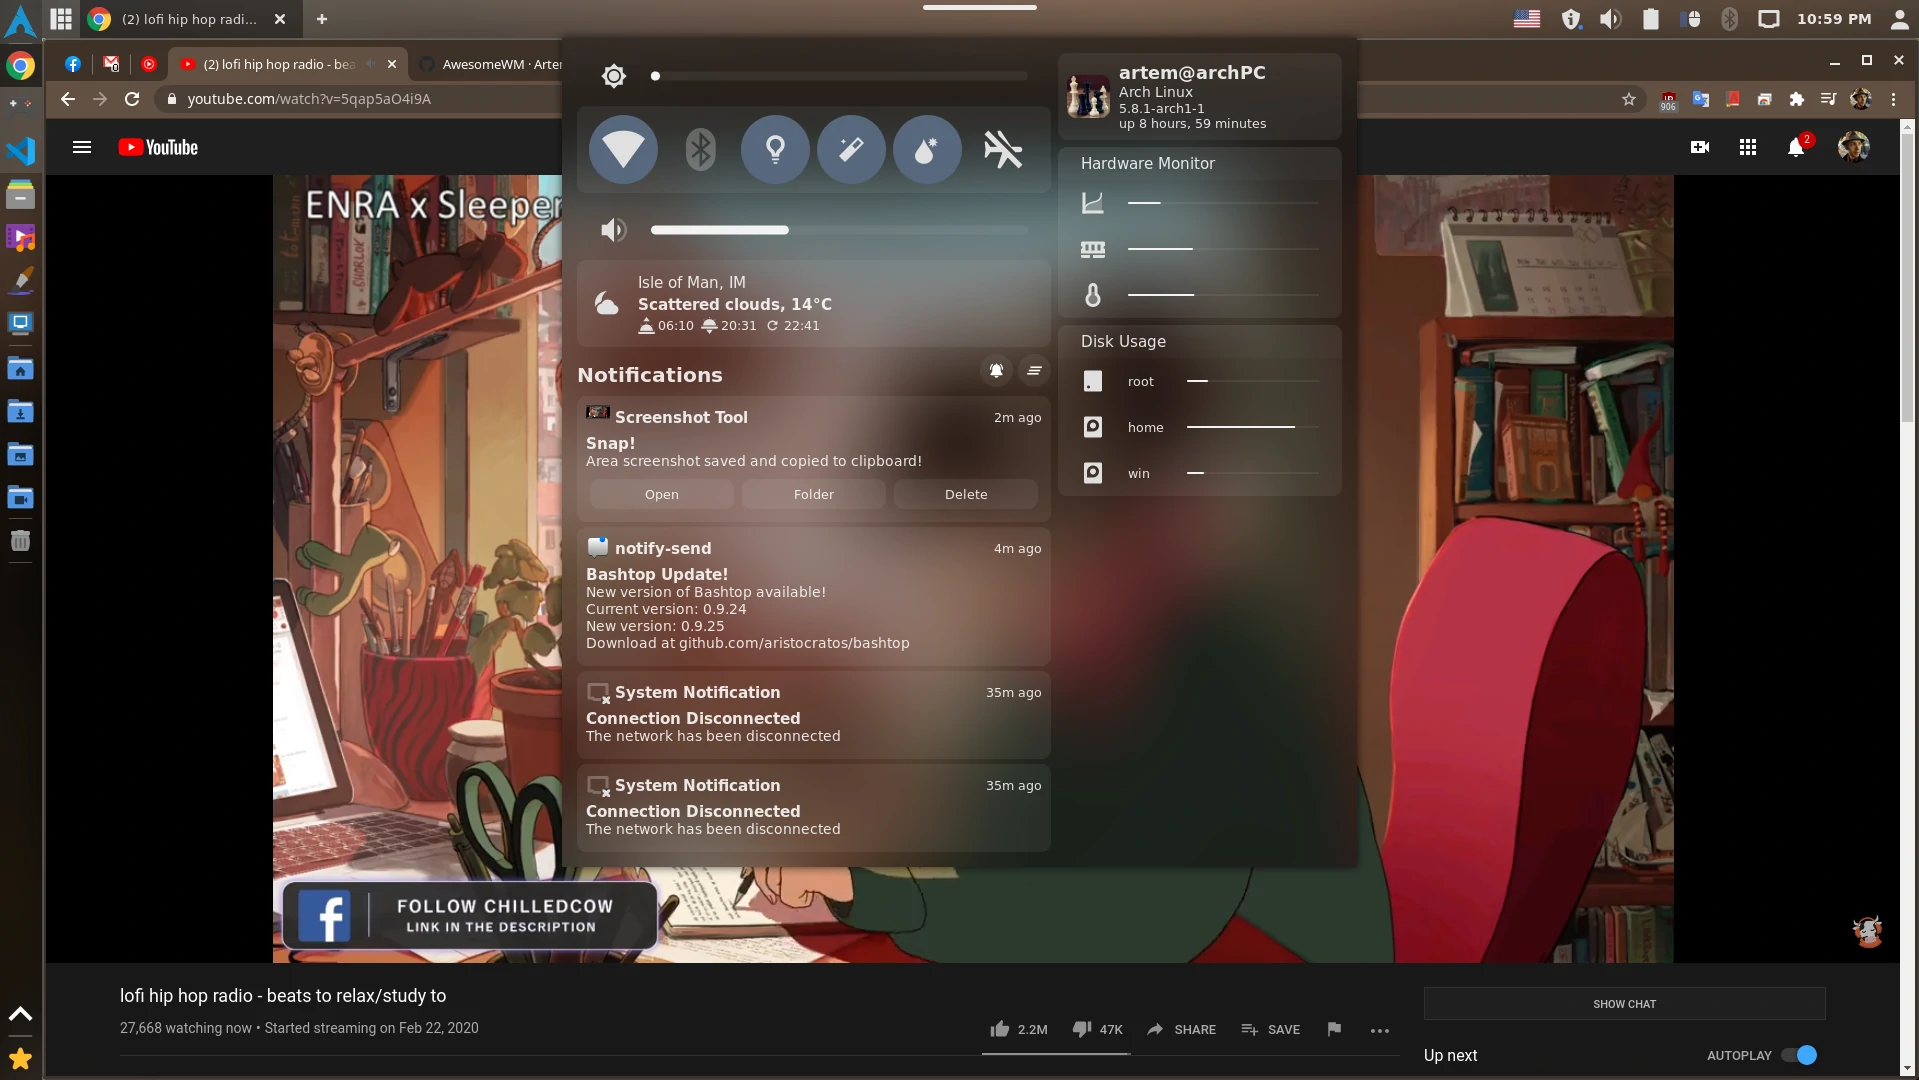 (2) lofi hip hop radi...
10:59 PM
(2) lofi hip hop radio - bea
AwesomeWM · Arte
youtube.com/watch?v=5qap5aO4i9A
906
YouTube
2
ENRA x Sleeper
artem@archPC
Arch Linux
5.8.1-arch1-1
up 8 hours, 59 minutes
Hardware Monitor
Isle of Man, IM
Scattered clouds, 14°C
06:10 20:31 22:41
Disk Usage
root
home
win
Notifications
Screenshot Tool 2m ago
Snap!
Area screenshot saved and copied to clipboard!
Open Folder Delete
notify-send 4m ago
Bashtop Update!
New version of Bashtop available!
Current version: 0.9.24
New version: 0.9.25
Download at github.com/aristocratos/bashtop
System Notification 35m ago
Connection Disconnected
The network has been disconnected
System Notification 35m ago
Connection Disconnected
The network has been disconnected
FOLLOW CHILLEDCOW
LINK IN THE DESCRIPTION
lofi hip hop radio - beats to relax/study to
27,668 watching now • Started streaming on Feb 22, 2020
2.2M 47K SHARE SAVE
SHOW CHAT
Up next AUTOPLAY